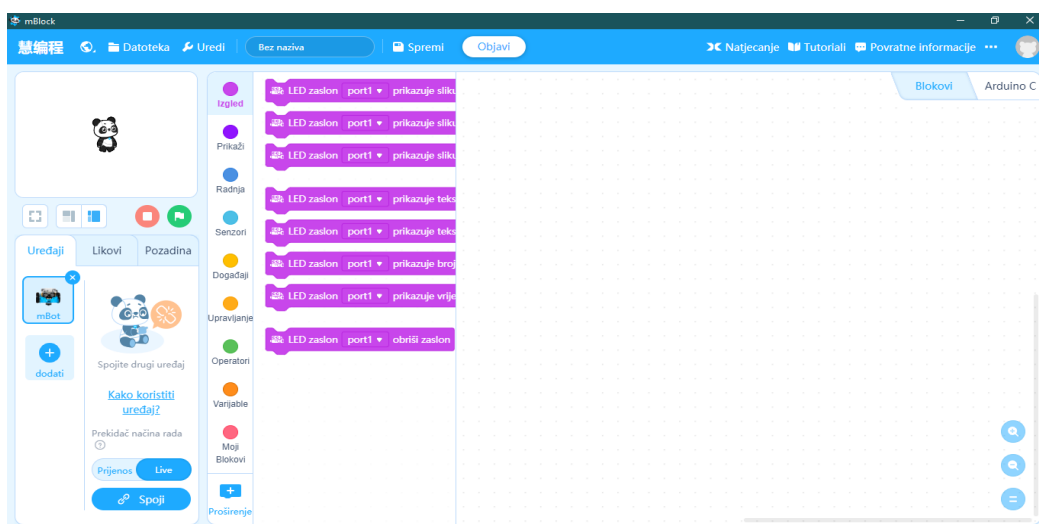 mBlock
慧编程 Datoteka Uredi Bez naziva Spremi Objavi Natjecanje Tutoriali Povratne informacije
Blokovi Arduino C
Izgled
Prikaži
Radnja
Senzori
Događaji
Upravljanje
Operatori
Varijable
Moji
Blokovi
Proširenje
LED zaslon port1 prikazuje sliku
LED zaslon port1 prikazuje sliku
LED zaslon port1 prikazuje sliku
LED zaslon port1 prikazuje teks
LED zaslon port1 prikazuje teks
LED zaslon port1 prikazuje broj
LED zaslon port1 prikazuje vrije
LED zaslon port1 obriši zaslon
Uređaji Likovi Pozadina
mBot
dodati
Spojite drugi uređaj
Kako koristiti
uređaj?
Prekidač načina rada
Prijenos Live
Spoji